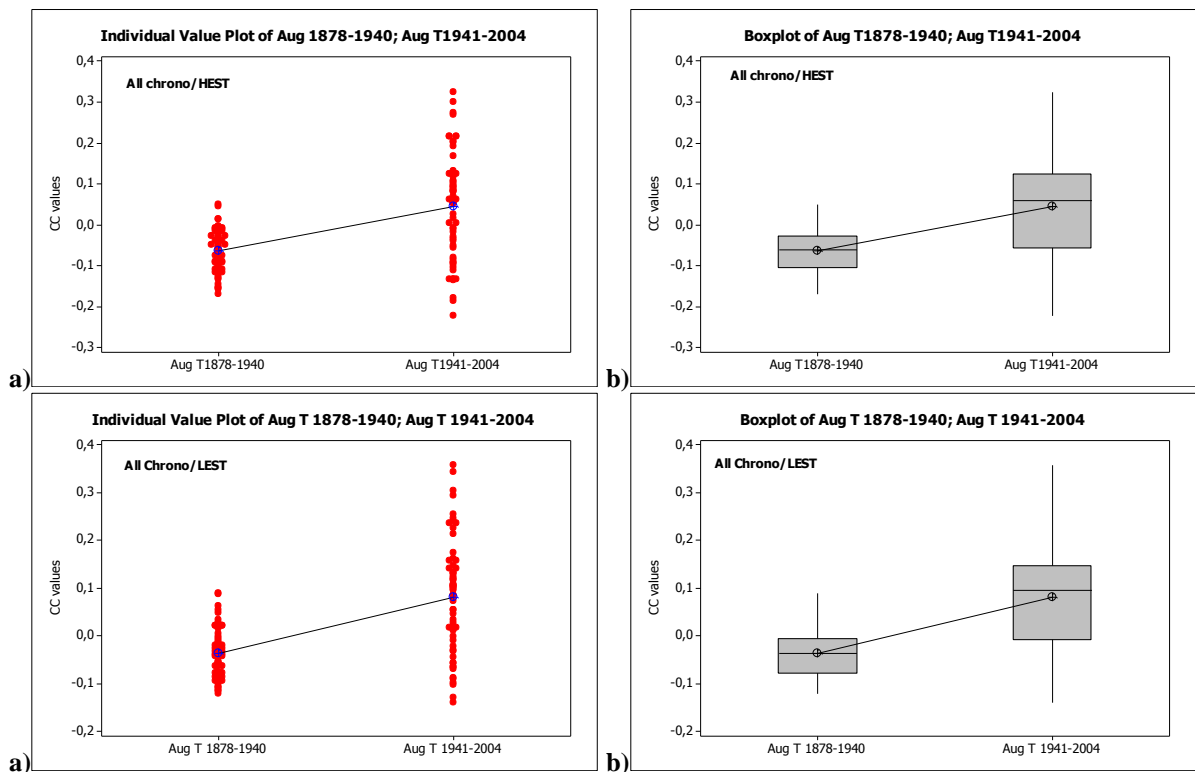 Individual Value Plot of Aug 1878-1940; Aug T1941-2004
0,4
All chrono/HEST
0,3
0,2
0,1
0,0
-0,1
-0,2
-0,3
CC values
Aug T1878-1940 Aug T1941-2004
a)
Boxplot of Aug T1878-1940; Aug T1941-2004
0,4
All chrono/HEST
0,3
0,2
0,1
0,0
-0,1
-0,2
-0,3
CC values
Aug T1878-1940 Aug T1941-2004
b)
Individual Value Plot of Aug T 1878-1940; Aug T 1941-2004
0,4
All Chrono/LEST
0,3
0,2
0,1
0,0
-0,1
-0,2
CC values
Aug T 1878-1940 Aug T 1941-2004
a)
Boxplot of Aug T 1878-1940; Aug T 1941-2004
0,4
All Chrono/LEST
0,3
0,2
0,1
0,0
-0,1
-0,2
CC values
Aug T 1878-1940 Aug T 1941-2004
b)